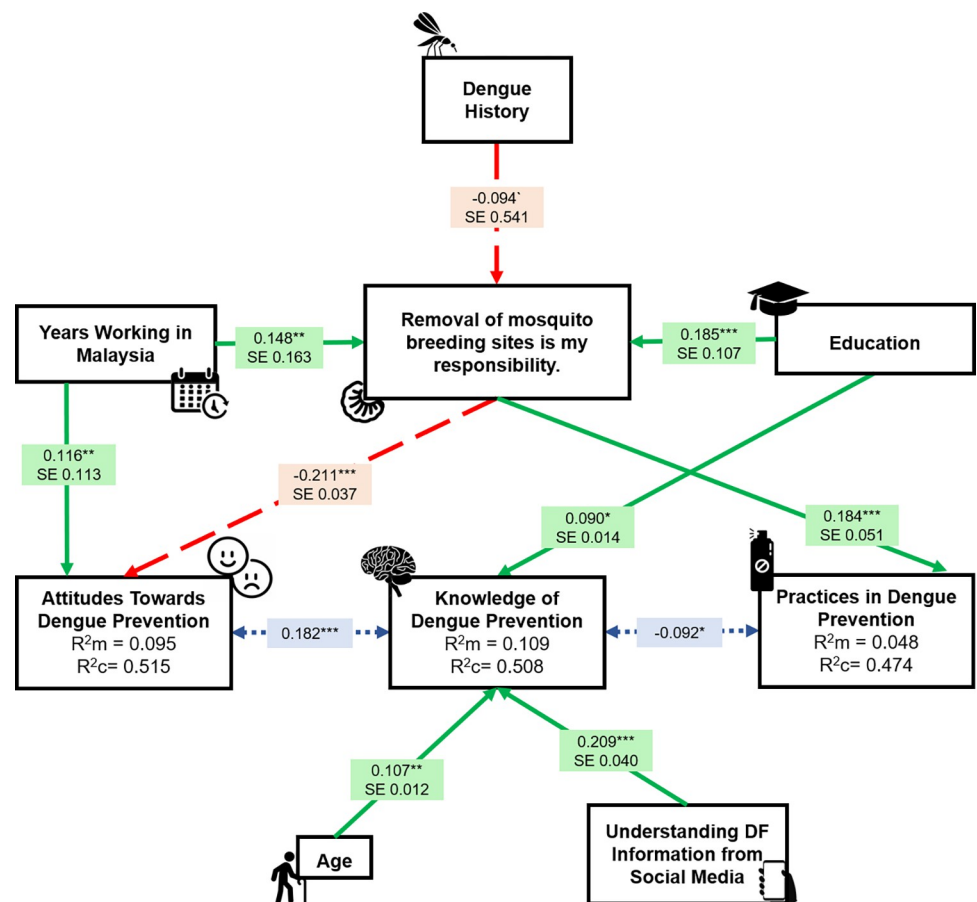 Dengue
History
-0.094`
SE 0.541
Years Working in
Malaysia
0.148**
SE 0.163
Removal of mosquito
breeding sites is my
responsibility.
0.185***
SE 0.107
Education
0.116**
SE 0.113
-0.211***
SE 0.037
0.090*
SE 0.014
0.184***
SE 0.051
Attitudes Towards
Dengue Prevention
R²m = 0.095
R²c= 0.515
0.182***
Knowledge of
Dengue Prevention
R²m = 0.109
R²c= 0.508
-0.092*
Practices in Dengue
Prevention
R²m = 0.048
R²c= 0.474
0.107**
SE 0.012
0.209***
SE 0.040
Age
Understanding DF
Information from
Social Media